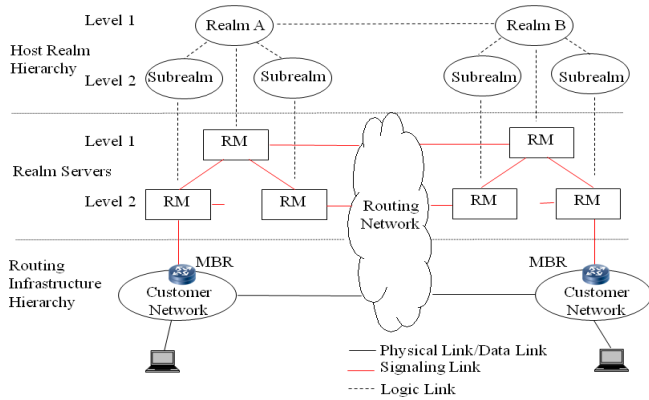 Level 1
Realm A
Realm B
Host Realm
Hierarchy
Level 2
Subrealm
Subrealm
Subrealm
Subrealm
Level 1
RM
RM
Realm Servers
Level 2
RM
RM
RM
RM
Routing
Network
Routing
Infrastructure
Hierarchy
MBR
MBR
Customer
Network
Customer
Network
Physical Link/Data Link
Signaling Link
Logic Link